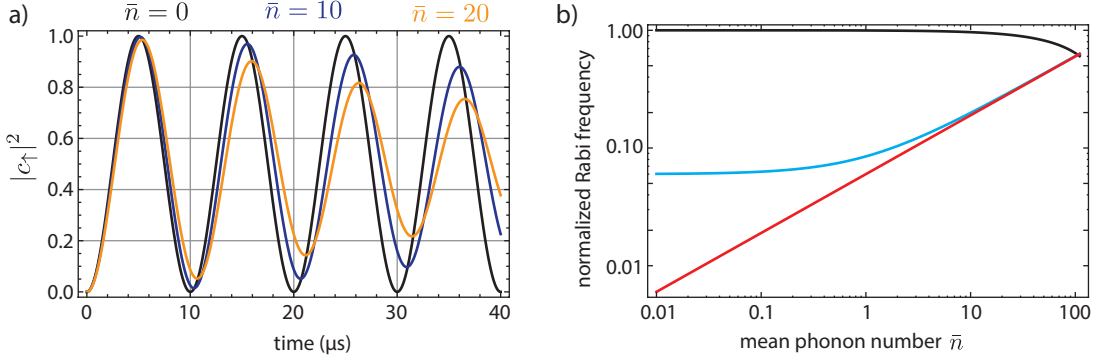 a)
n̄ = 0 n̄ = 10 n̄ = 20
|c↑|²
1.0
0.8
0.6
0.4
0.2
0.0
0 10 20 30 40
time (μs)
b)
normalized Rabi frequency
1.00
0.10
0.01
0.01 0.1 1 10 100
mean phonon number n̄